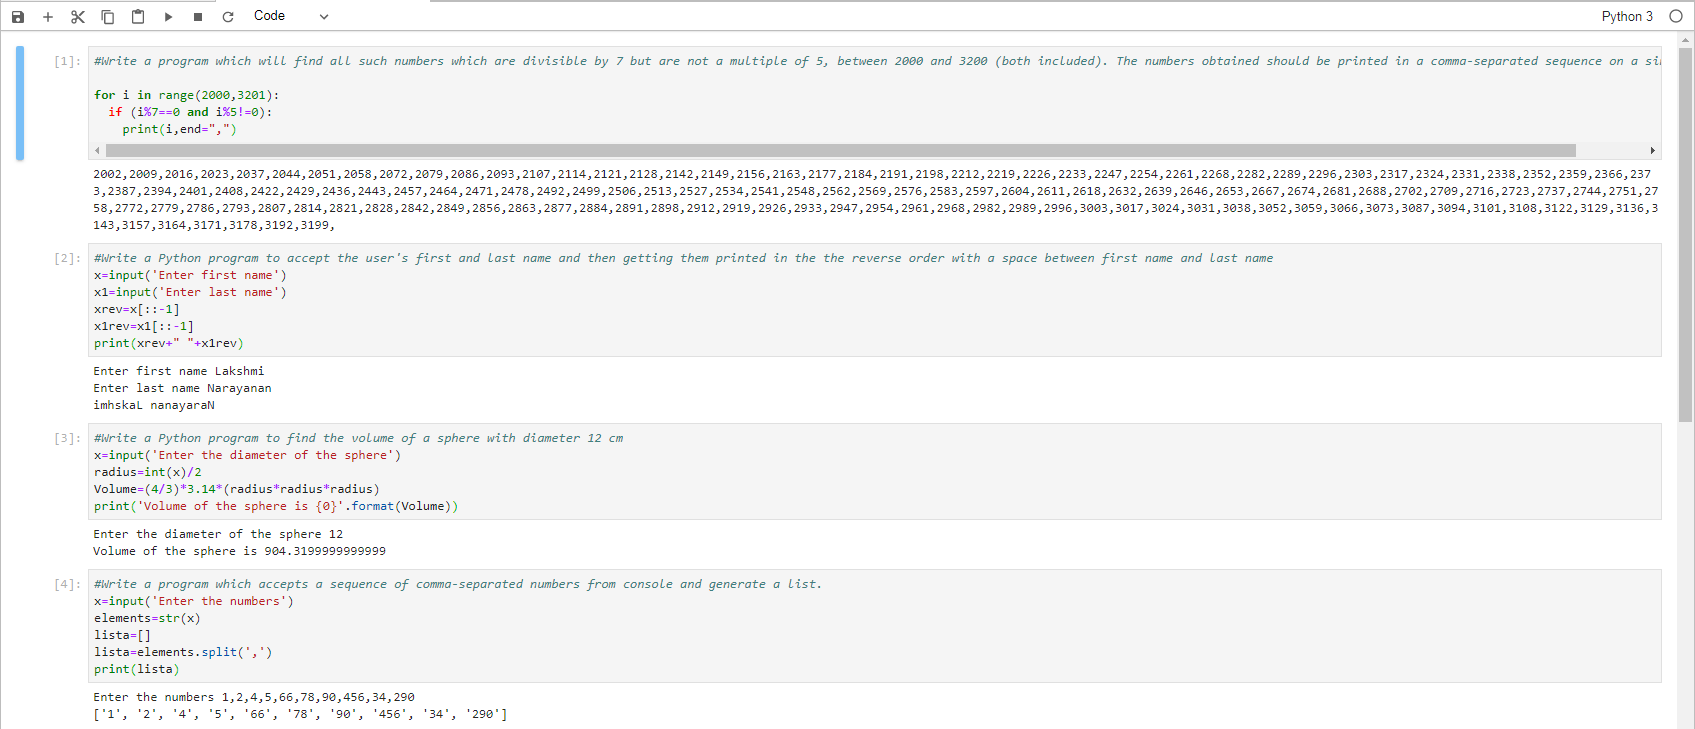 Code
Python 3
[1]:
#Write a program which will find all such numbers which are divisible by 7 but are not a multiple of 5, between 2000 and 3200 (both included). The numbers obtained should be printed in a comma-separated sequence on a
for i in range(2000,3201):
  if (i%7==0 and i%5!=0):
    print(i,end=",")
2002,2009,2016,2023,2037,2044,2051,2058,2072,2079,2086,2093,2107,2114,2121,2128,2142,2149,2156,2163,2177,2184,2191,2198,2212,2219,2226,2233,2247,2254,2261,2268,2282,2289,2296,2303,2317,2324,2331,2338,2352,2359,2366,237
3,2387,2394,2401,2408,2422,2429,2436,2443,2457,2464,2471,2478,2492,2499,2506,2513,2527,2534,2541,2548,2562,2569,2576,2583,2597,2604,2611,2618,2632,2639,2646,2653,2667,2674,2681,2688,2702,2709,2716,2723,2737,2744,2751,27
58,2772,2779,2786,2793,2807,2814,2821,2828,2842,2849,2856,2863,2877,2884,2891,2898,2912,2919,2926,2933,2947,2954,2961,2968,2982,2989,2996,3003,3017,3024,3031,3038,3052,3059,3066,3073,3087,3094,3101,3108,3122,3129,3136,3
143,3157,3164,3171,3178,3192,3199,
[2]:
#Write a Python program to accept the user's first and last name and then getting them printed in the the reverse order with a space between first name and last name
x=input('Enter first name')
x1=input('Enter last name')
xrev=x[::-1]
x1rev=x1[::-1]
print(xrev+" "+x1rev)
Enter first name Lakshmi
Enter last name Narayanan
imhskaL nanayaraN
[3]:
#Write a Python program to find the volume of a sphere with diameter 12 cm
x=input('Enter the diameter of the sphere')
radius=int(x)/2
Volume=(4/3)*3.14*(radius*radius*radius)
print('Volume of the sphere is {0}'.format(Volume))
Enter the diameter of the sphere 12
Volume of the sphere is 904.3199999999999
[4]:
#Write a program which accepts a sequence of comma-separated numbers from console and generate a list.
x=input('Enter the numbers')
elements=str(x)
lista=[]
lista=elements.split(',')
print(lista)
Enter the numbers 1,2,4,5,66,78,90,456,34,290
['1', '2', '4', '5', '66', '78', '90', '456', '34', '290']